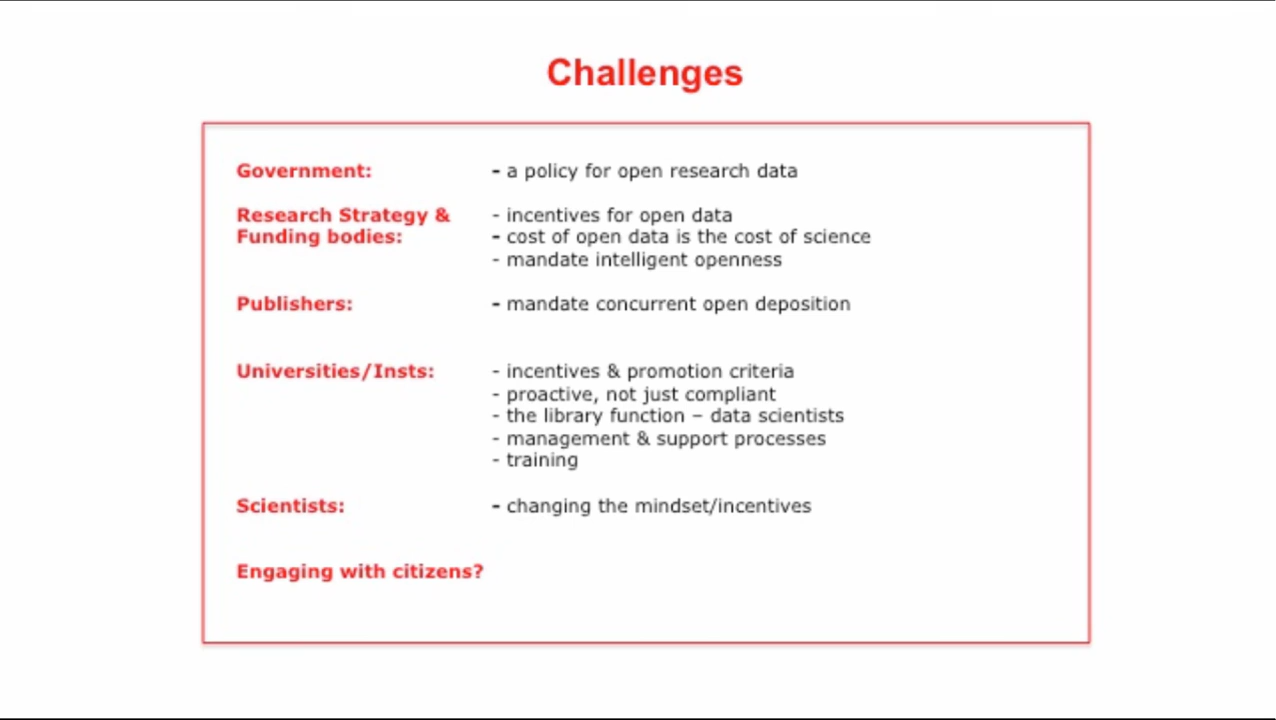 Challenges
Government: - a policy for open research data
Research Strategy & - incentives for open data
Funding bodies: - cost of open data is the cost of science
- mandate intelligent openness
Publishers: - mandate concurrent open deposition
Universities/Insts: - incentives & promotion criteria
- proactive, not just compliant
- the library function – data scientists
- management & support processes
- training
Scientists: - changing the mindset/incentives
Engaging with citizens?